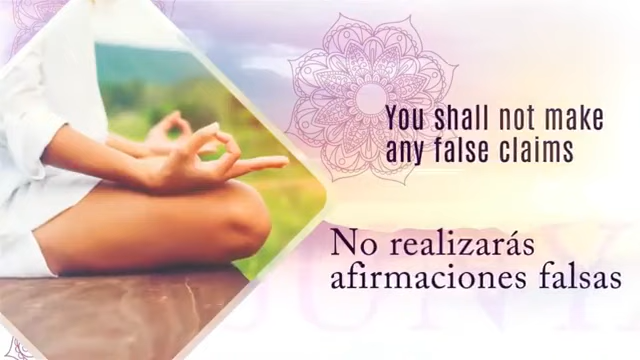 You shall not make
any false claims
No realizarás
afirmaciones falsas